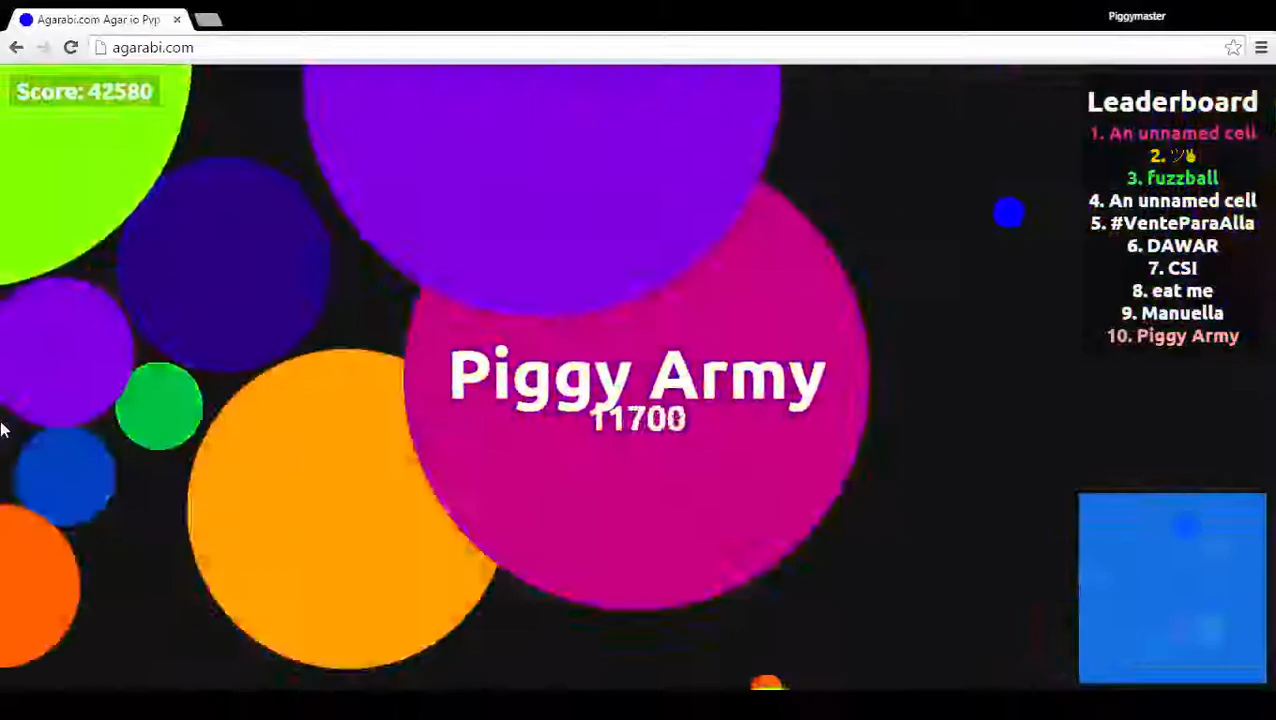 Agarabi.com Agar io Pvp
Piggymaster
agarabi.com
Score: 42580
Leaderboard
1. An unnamed cell
2. ツ✌
3. fuzzball
4. An unnamed cell
5. #VenteParaAlla
6. DAWAR
7. CSI
8. eat me
9. Manuella
10. Piggy Army
Piggy Army
11700